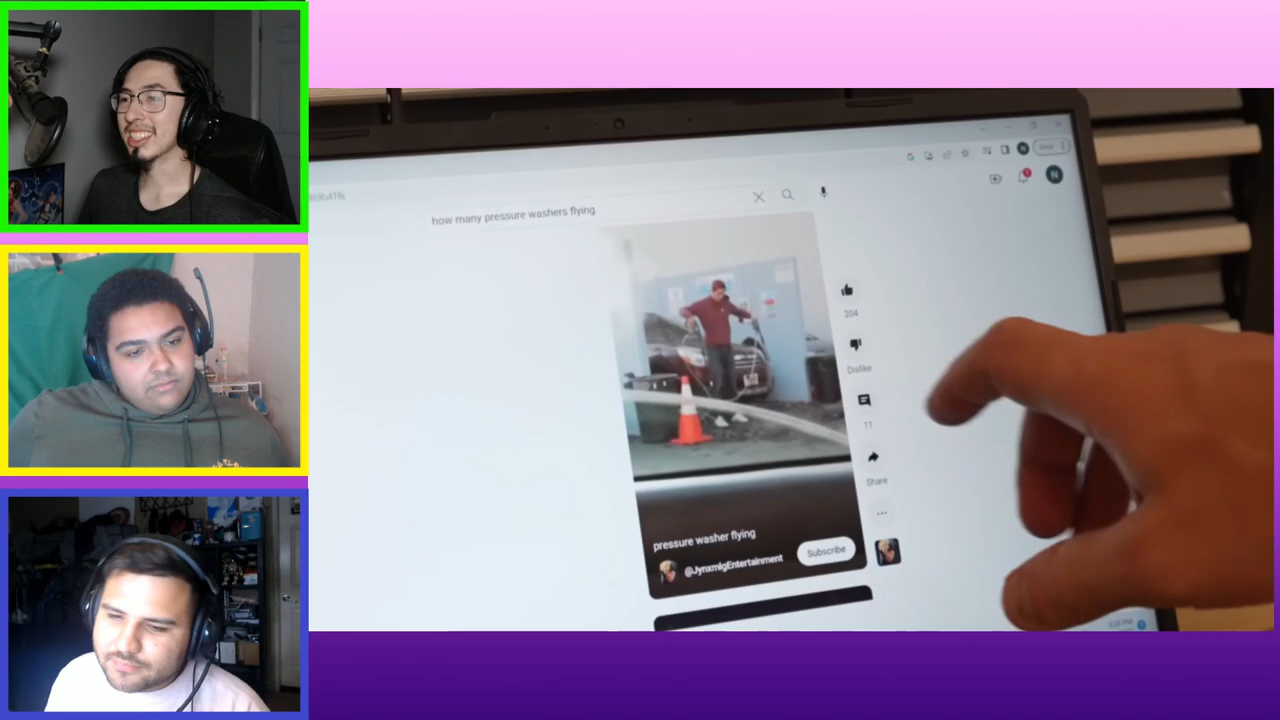 how many pressure washers flying
N
204
Dislike
11
Share
pressure washer flying
@JynxmlgEntertainment
Subscribe